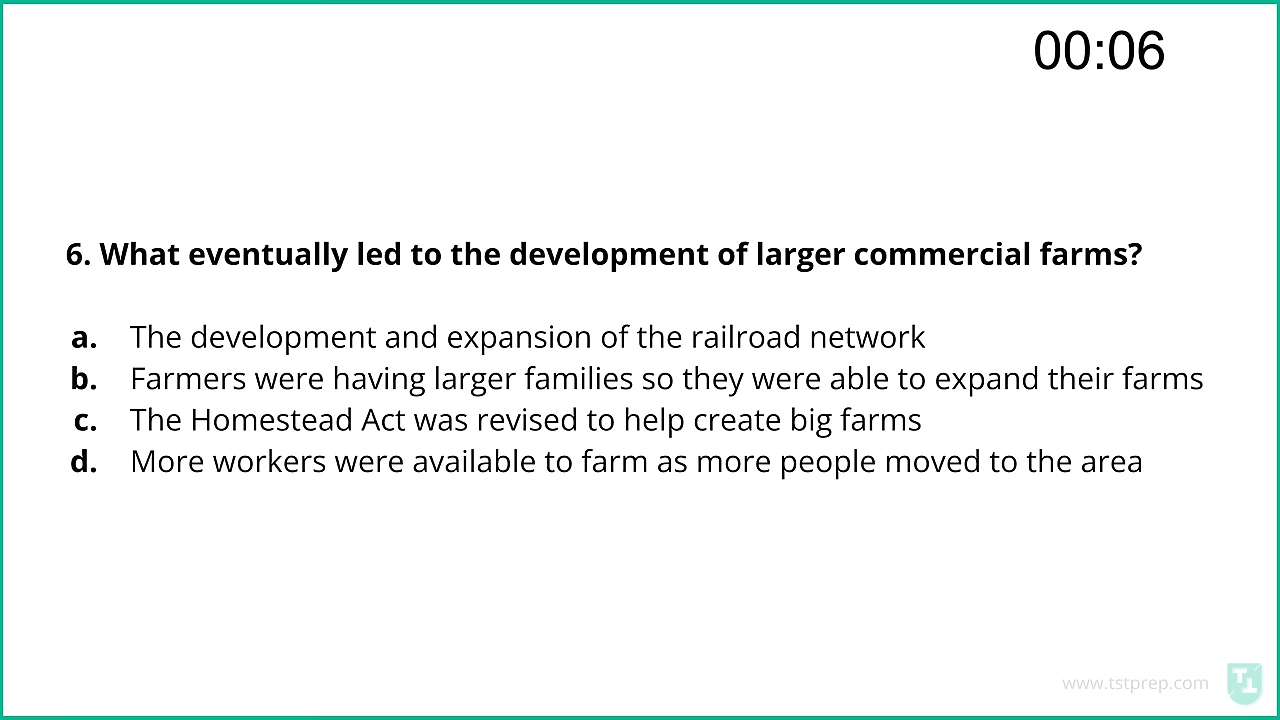 00:06
6. What eventually led to the development of larger commercial farms?
a. The development and expansion of the railroad network
b. Farmers were having larger families so they were able to expand their farms
c. The Homestead Act was revised to help create big farms
d. More workers were available to farm as more people moved to the area
www.tstprep.com